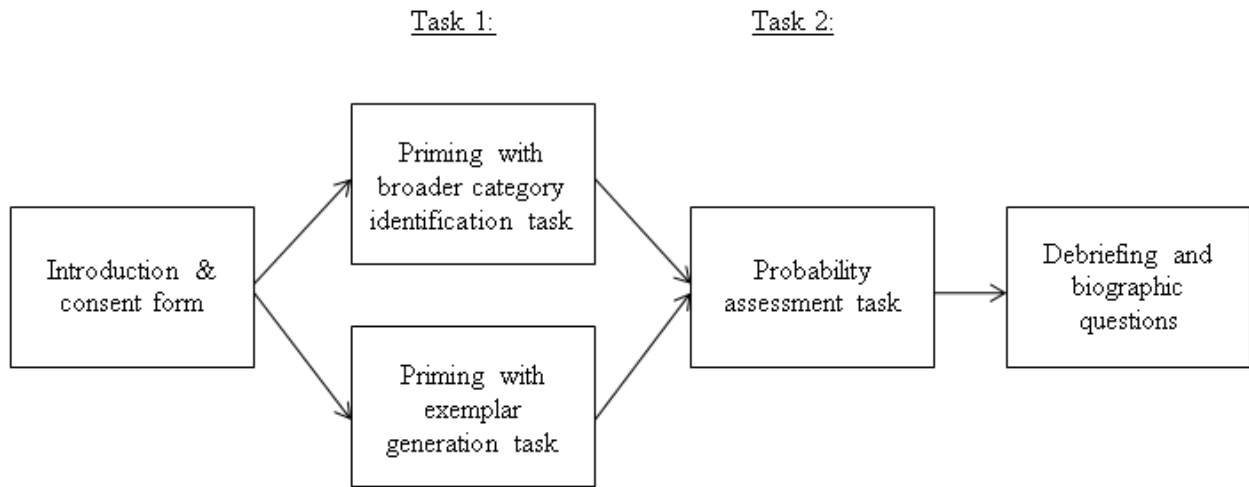 Task 1:
Task 2:
Introduction &
consent form
Priming with
broader category
identification task
Priming with
exemplar
generation task
Probability
assessment task
Debriefing and
biographic
questions